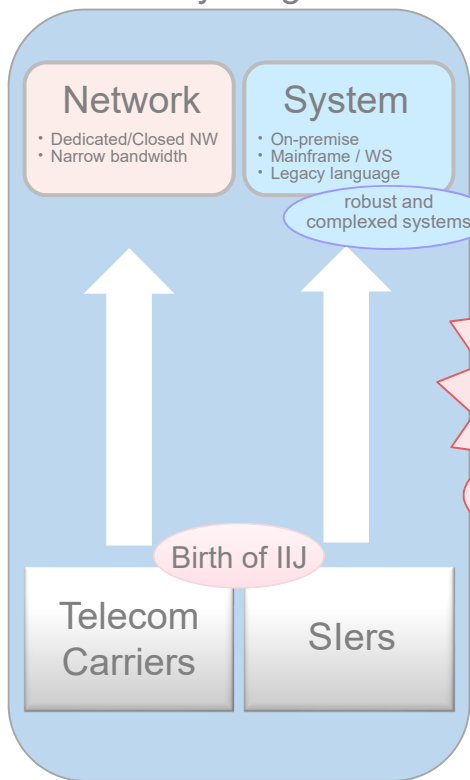 Network
・ Dedicated/Closed NW
・ Narrow bandwidth
System
・ On-premise
・ Mainframe / WS
・ Legacy language
robust and
complexed systems
Birth of IIJ
Telecom
Carriers
SIers